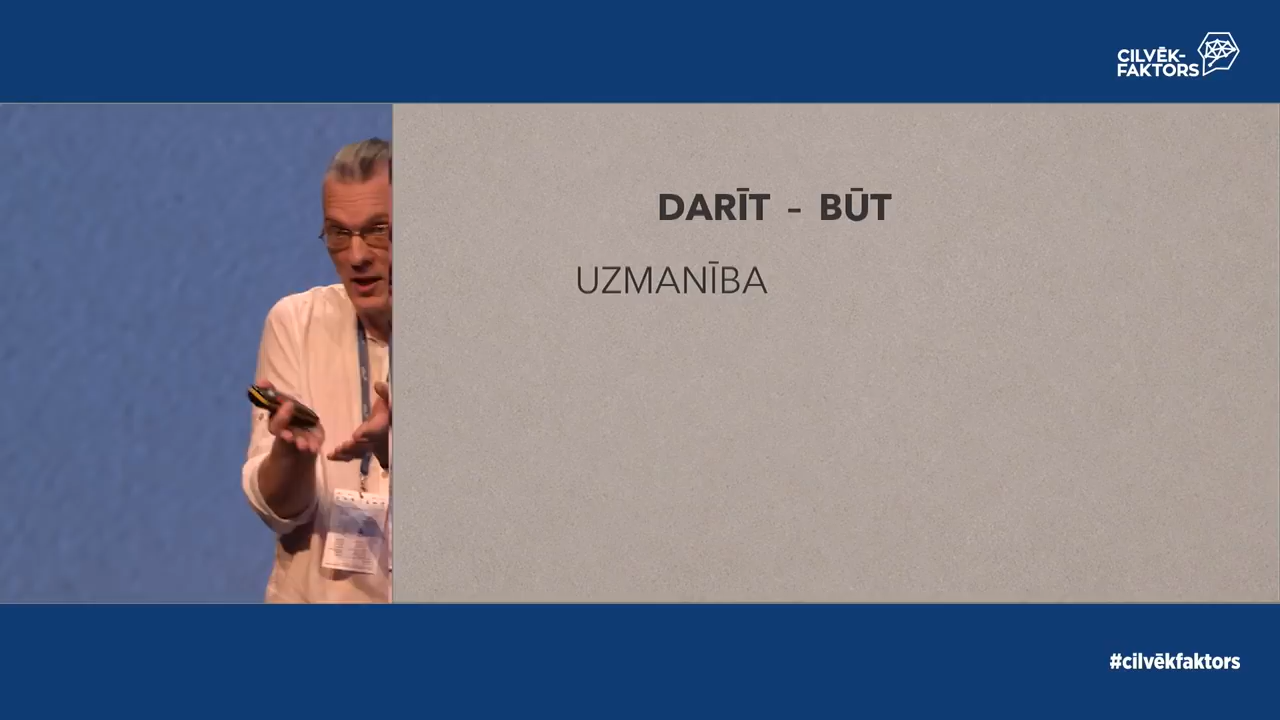 CILVĒK-
FAKTORS
DARĪT - BŪT
UZMANĪBA
#cilvēkfaktors